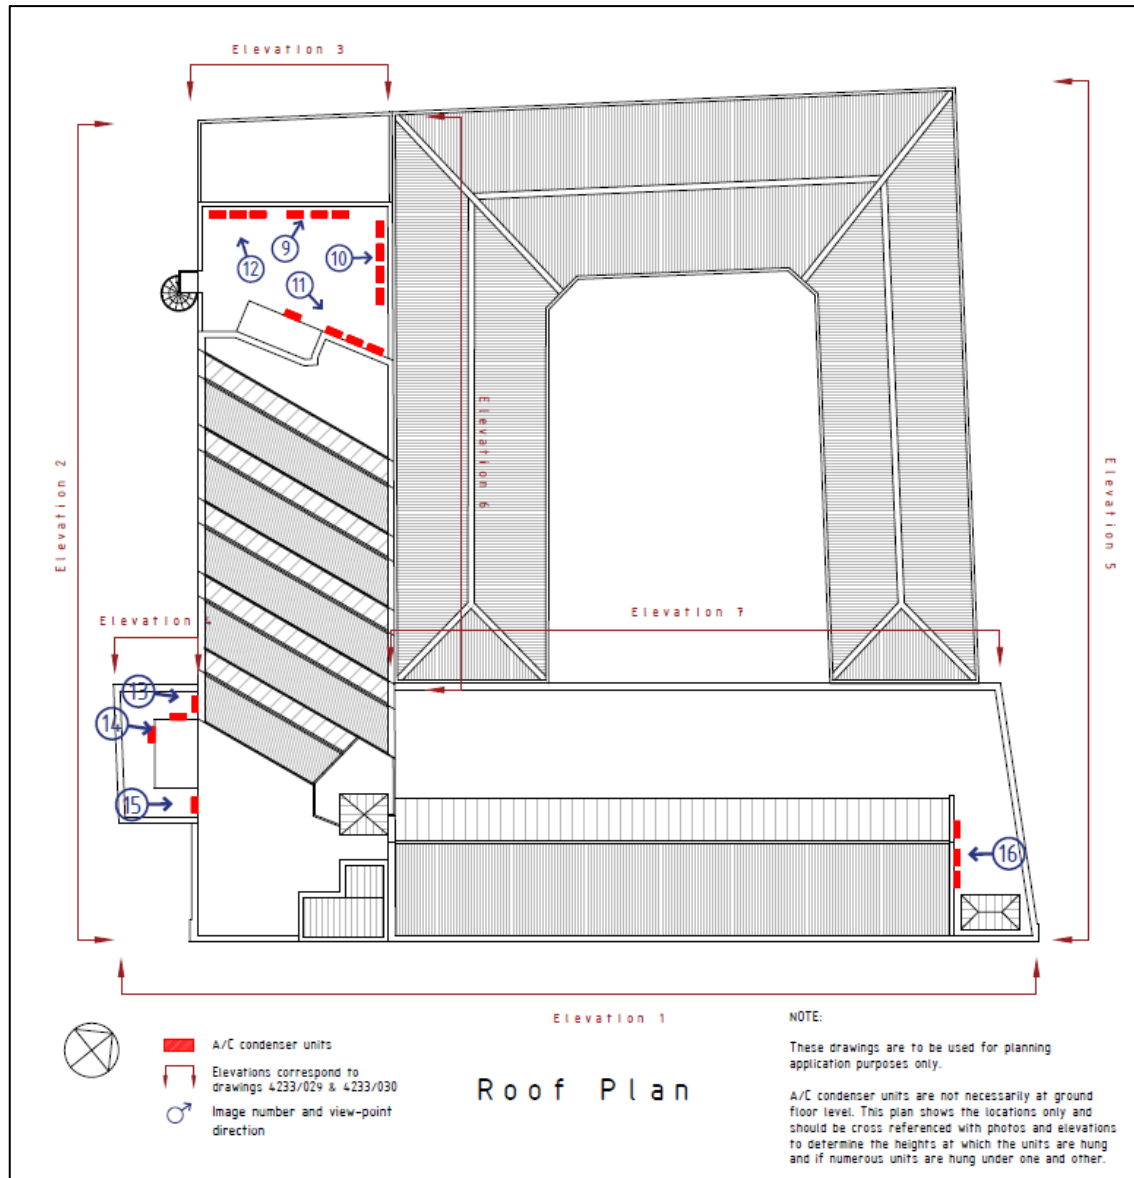 Elevation 3
12
9
10
11
Elevation 2
Elevation 6
Elevation 5
Elevation 4
Elevation 7
13
14
15
16
Elevation 1
A/C condenser units
Elevations correspond to
drawings 4233/029 & 4233/030
Image number and view-point
direction
Roof Plan
NOTE:
These drawings are to be used for planning
application purposes only.
A/C condenser units are not necessarily at ground
floor level. This plan shows the locations only and
should be cross referenced with photos and elevations
to determine the heights at which the units are hung
and if numerous units are hung under one and other.